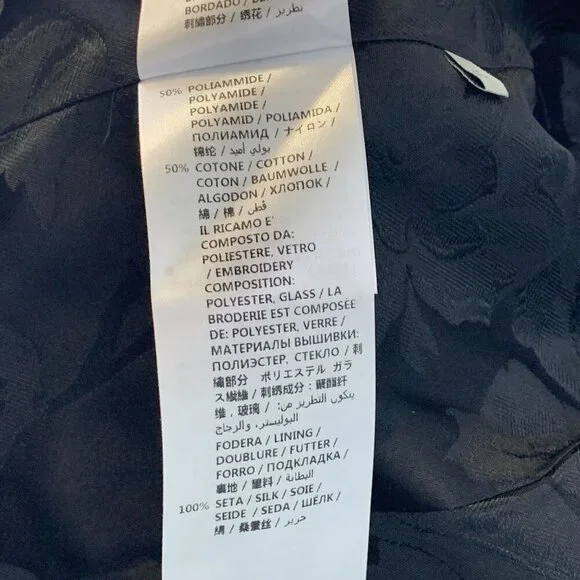 BORDADO /
刺繍部分 / 绣花 / تطريز
50% POLIAMMIDE /
POLYAMIDE /
POLYAMIDE /
POLYAMID / POLIAMIDA /
ПОЛИАМИД / ナイロン /
锦纶 / بولي أميد
50% COTONE / COTTON /
COTON / BAUMWOLLE /
ALGODON / ХЛОПОК /
綿 / 棉 / قطن
IL RICAMO E'
COMPOSTO DA:
POLIESTERE, VETRO
/ EMBROIDERY
COMPOSITION:
POLYESTER, GLASS / LA
BRODERIE EST COMPOSÉE
DE: POLYESTER, VERRE /
МАТЕРИАЛЫ ВЫШИВКИ:
ПОЛИЭСТЕР, СТЕКЛО / 刺
繍部分 ポリエステル ガラ
ス繊維 / 刺绣成分: 聚酯纤
维, 玻璃 /
يتكون التطريز من:
البوليستر، والزجاج
FODERA / LINING /
DOUBLURE / FUTTER /
FORRO / ПОДКЛАДКА /
裏地 / 里料 / البطانة
100% SETA / SILK / SOIE /
SEIDE / SEDA / ШЁЛК /
絹 / 桑蚕丝 / حرير